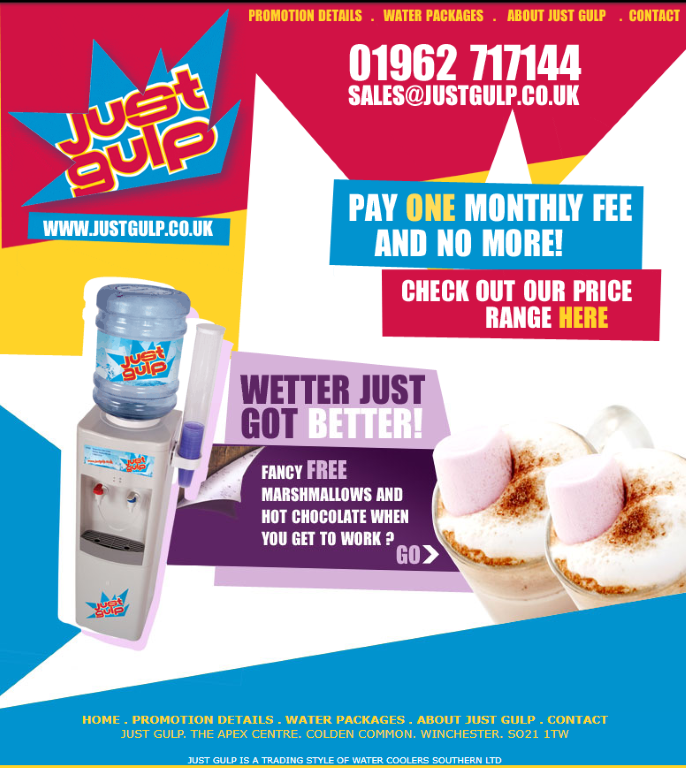 PROMOTION DETAILS . WATER PACKAGES . ABOUT JUST GULP . CONTACT
just
gulp
WWW.JUSTGULP.CO.UK
01962 717144
SALES@JUSTGULP.CO.UK
PAY ONE MONTHLY FEE
AND NO MORE!
CHECK OUT OUR PRICE
RANGE HERE
just
gulp
just
gulp
WETTER JUST
GOT BETTER!
FANCY FREE
MARSHMALLOWS AND
HOT CHOCOLATE WHEN
YOU GET TO WORK ?
GO
just
gulp
HOME . PROMOTION DETAILS . WATER PACKAGES . ABOUT JUST GULP . CONTACT
JUST GULP. THE APEX CENTRE. COLDEN COMMON. WINCHESTER. SO21 1TW
JUST GULP IS A TRADING STYLE OF WATER COOLERS SOUTHERN LTD